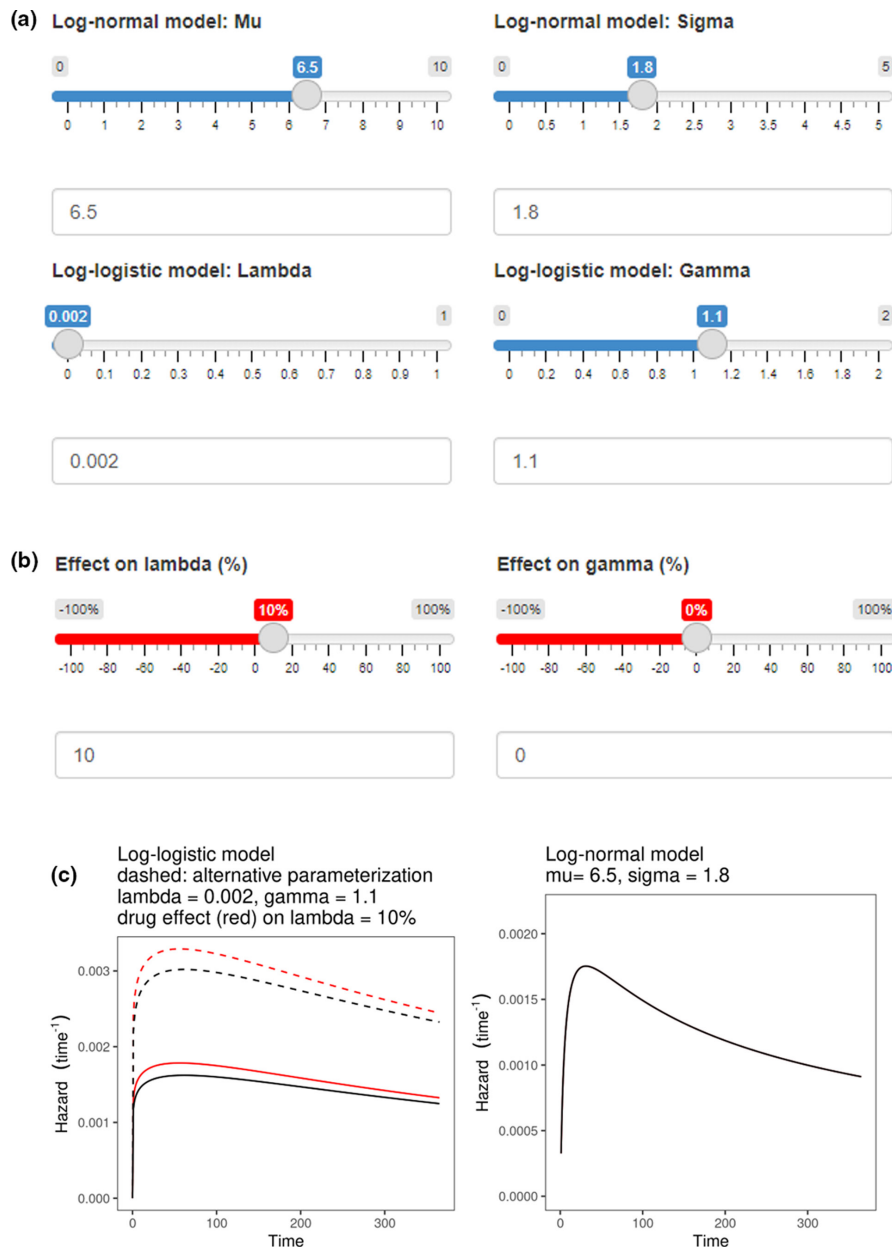 (a)
Log-normal model: Mu
0 6.5 10
0 1 2 3 4 5 6 7 8 9 10
6.5
Log-normal model: Sigma
0 1.8 5
0 0.5 1 1.5 2 2.5 3 3.5 4 4.5 5
1.8
Log-logistic model: Lambda
0.002 1
0 0.1 0.2 0.3 0.4 0.5 0.6 0.7 0.8 0.9 1
0.002
Log-logistic model: Gamma
0 1.1 2
0 0.2 0.4 0.6 0.8 1 1.2 1.4 1.6 1.8 2
1.1
(b)
Effect on lambda (%)
-100% 10% 100%
-100 -80 -60 -40 -20 0 20 40 60 80 100
10
Effect on gamma (%)
-100% 0% 100%
-100 -80 -60 -40 -20 0 20 40 60 80 100
0
(c)
Log-logistic model
dashed: alternative parameterization
lambda = 0.002, gamma = 1.1
drug effect (red) on lambda = 10%
Hazard (time⁻¹)
0.003
0.002
0.001
0.000
0 100 200 300
Time
Log-normal model
mu= 6.5, sigma = 1.8
Hazard (time⁻¹)
0.0020
0.0015
0.0010
0.0005
0.0000
0 100 200 300
Time